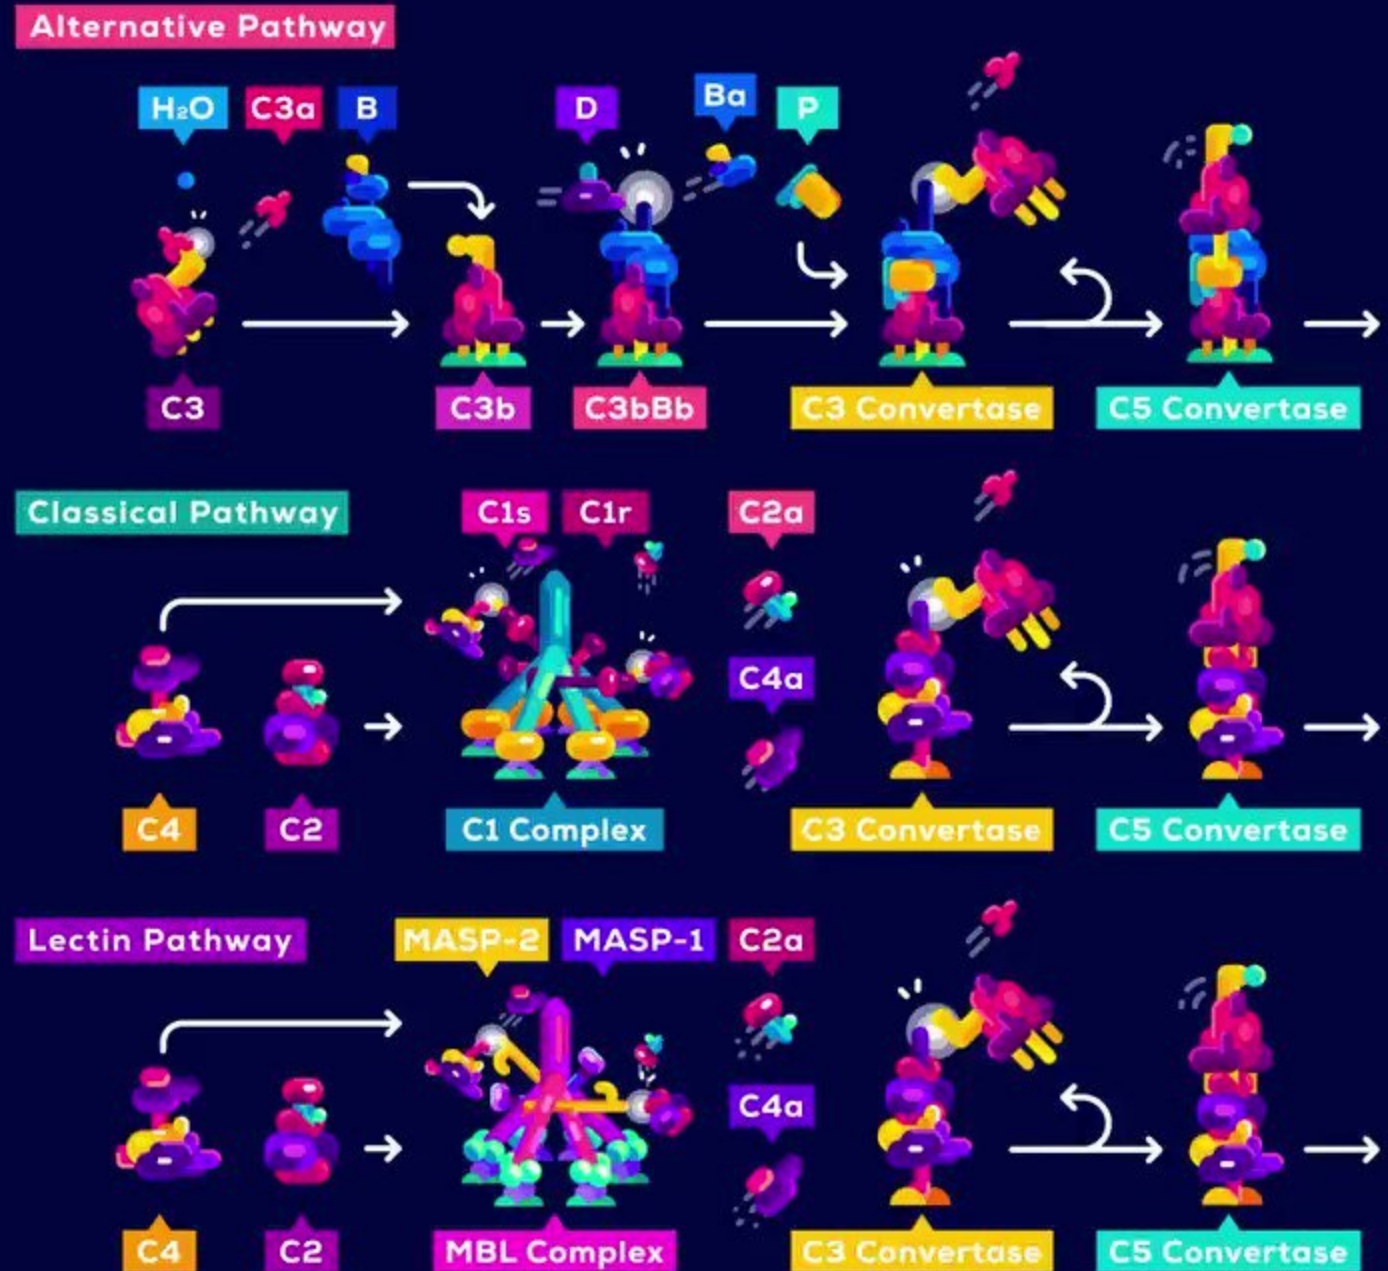 Alternative Pathway
H₂O C3a B D Ba P
C3 C3b C3bBb C3 Convertase C5 Convertase
Classical Pathway
C1s C1r C2a
C4a
C4 C2 C1 Complex C3 Convertase C5 Convertase
Lectin Pathway
MASP-2 MASP-1 C2a
C4a
C4 C2 MBL Complex C3 Convertase C5 Convertase